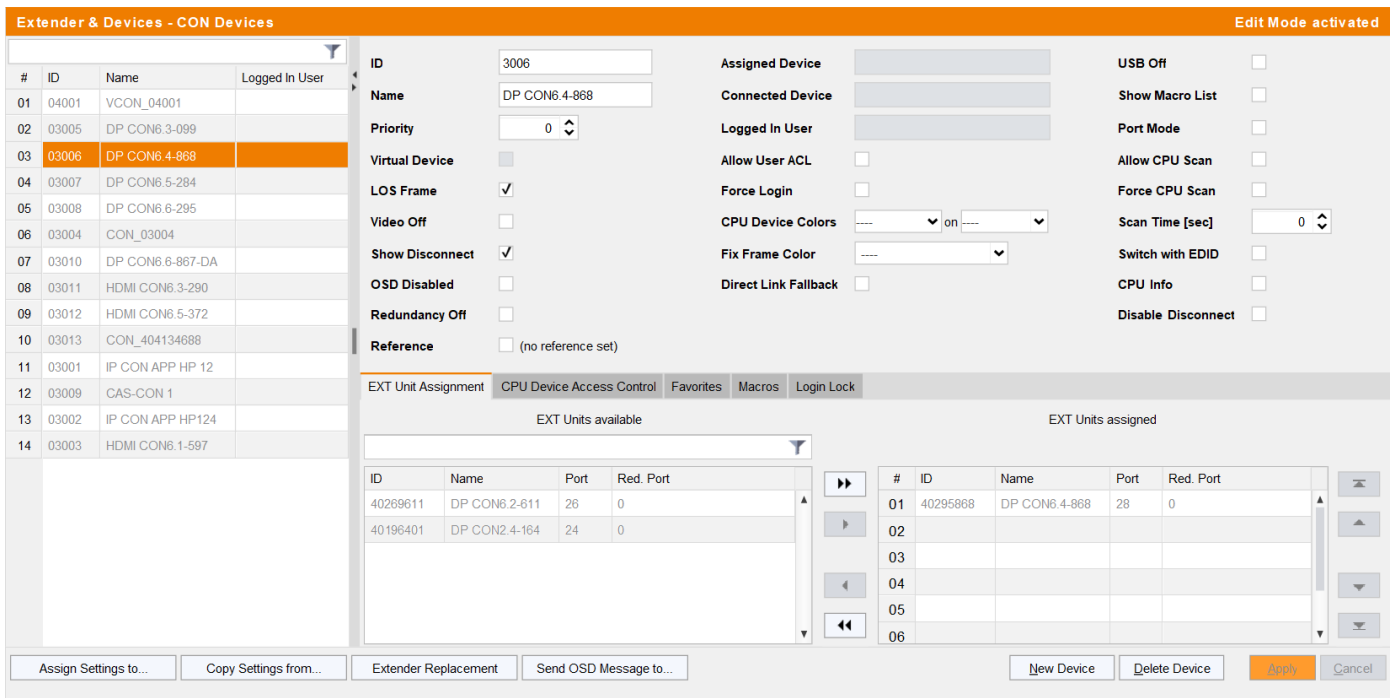 Extender & Devices - CON Devices Edit Mode activated
# ID Name Logged In User
01 04001 VCON_04001
02 03005 DP CON6.3-099
03 03006 DP CON6.4-868
04 03007 DP CON6.5-284
05 03008 DP CON6.6-295
06 03004 CON_03004
07 03010 DP CON6.6-867-DA
08 03011 HDMI CON6.3-290
09 03012 HDMI CON6.5-372
10 03013 CON_404134688
11 03001 IP CON APP HP 12
12 03009 CAS-CON 1
13 03002 IP CON APP HP124
14 03003 HDMI CON6.1-597
ID 3006
Name DP CON6.4-868
Priority 0
Virtual Device
LOS Frame
Video Off
Show Disconnect
OSD Disabled
Redundancy Off
Reference (no reference set)
Assigned Device
Connected Device
Logged In User
Allow User ACL
Force Login
CPU Device Colors ---- on ----
Fix Frame Color ----
Direct Link Fallback
USB Off
Show Macro List
Port Mode
Allow CPU Scan
Force CPU Scan
Scan Time [sec] 0
Switch with EDID
CPU Info
Disable Disconnect
EXT Unit Assignment CPU Device Access Control Favorites Macros Login Lock
EXT Units available
ID Name Port Red. Port
40269611 DP CON6.2-611 26 0
40196401 DP CON2.4-164 24 0
EXT Units assigned
# ID Name Port Red. Port
01 40295868 DP CON6.4-868 28 0
02
03
04
05
06
Assign Settings to... Copy Settings from... Extender Replacement Send OSD Message to... New Device Delete Device Apply Cancel